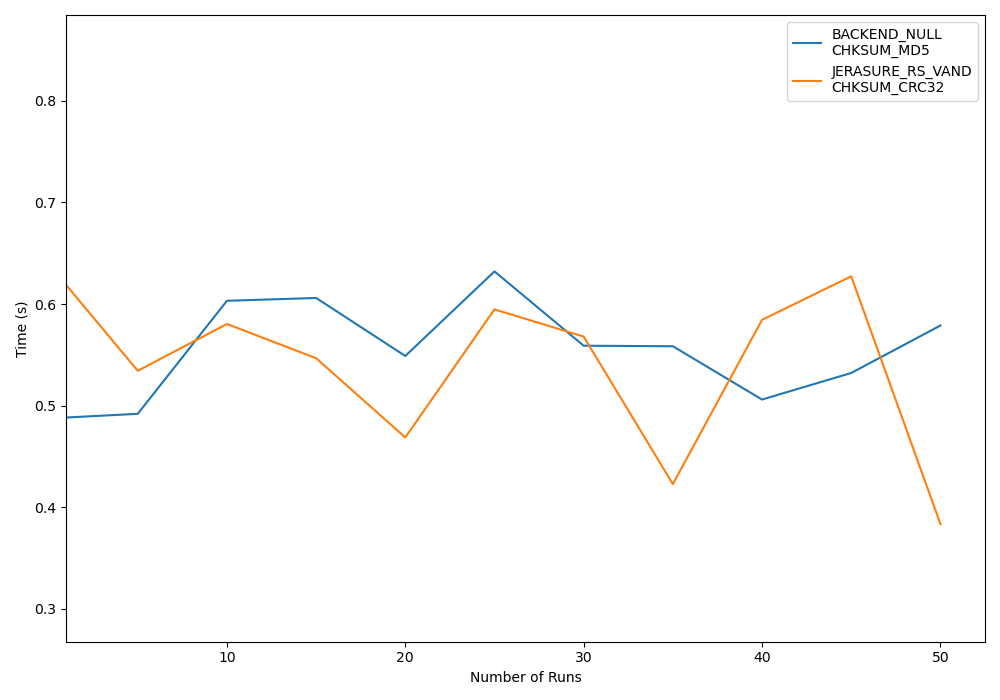 BACKEND_NULL
CHKSUM_MD5
JERASURE_RS_VAND
CHKSUM_CRC32
0.8
0.7
0.6
0.5
0.4
0.3
Time (s)
10 20 30 40 50
Number of Runs